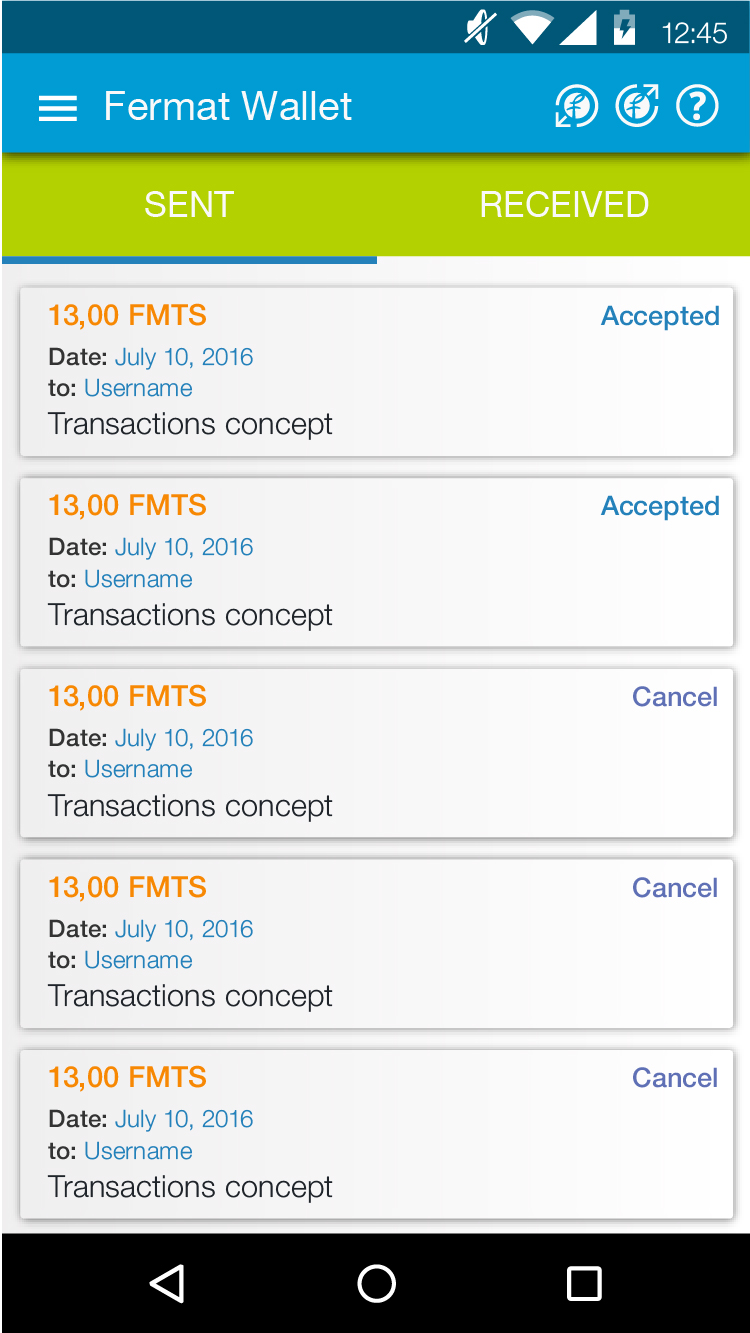 12:45
Fermat Wallet
?
SENT RECEIVED
13,00 FMTS Accepted
Date: July 10, 2016
to: Username
Transactions concept
13,00 FMTS Accepted
Date: July 10, 2016
to: Username
Transactions concept
13,00 FMTS Cancel
Date: July 10, 2016
to: Username
Transactions concept
13,00 FMTS Cancel
Date: July 10, 2016
to: Username
Transactions concept
13,00 FMTS Cancel
Date: July 10, 2016
to: Username
Transactions concept